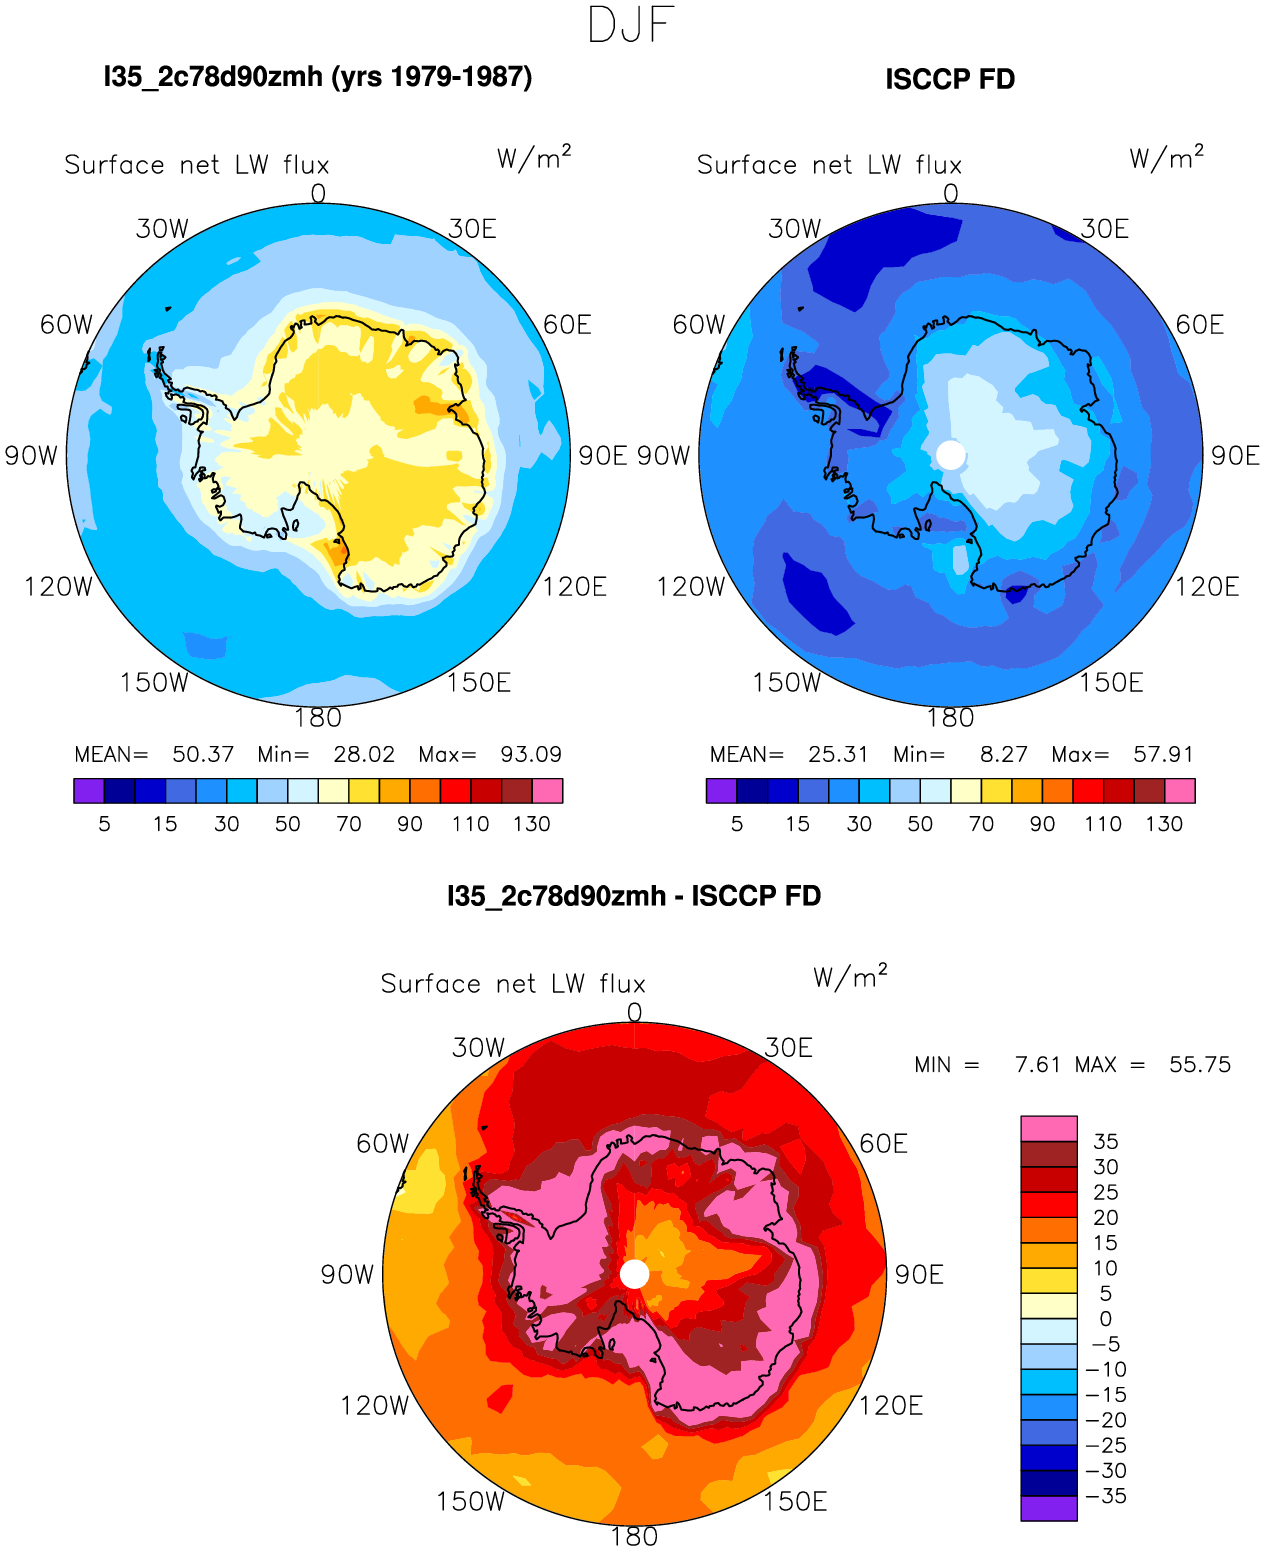 DJF
I35_2c78d90zmh (yrs 1979-1987)
ISCCP FD
Surface net LW flux W/m²
Surface net LW flux W/m²
0
0
30W 30E
30W 30E
60W 60E
60W 60E
90W 90E
90W 90E
120W 120E
120W 120E
150W 150E
150W 150E
180
180
MEAN= 50.37 Min= 28.02 Max= 93.09
MEAN= 25.31 Min= 8.27 Max= 57.91
5 15 30 50 70 90 110 130
5 15 30 50 70 90 110 130
I35_2c78d90zmh - ISCCP FD
Surface net LW flux W/m²
0
30W 30E
MIN = 7.61 MAX = 55.75
60W 60E
90W 90E
120W 120E
150W 150E
180
35
30
25
20
15
10
5
0
-5
-10
-15
-20
-25
-30
-35